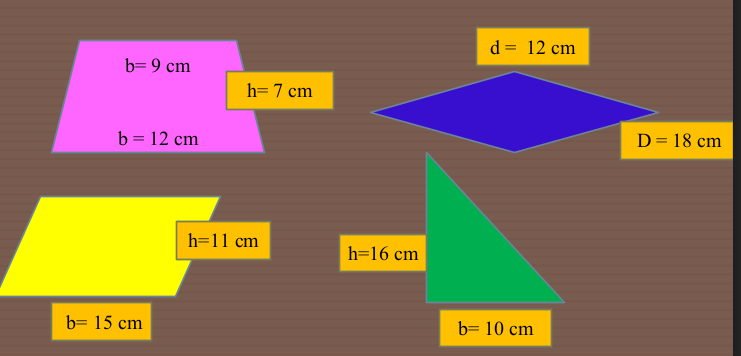 b= 9 cm
h= 7 cm
b = 12 cm
d =  12 cm
D = 18 cm
h=11 cm
b= 15 cm
h=16 cm
b= 10 cm